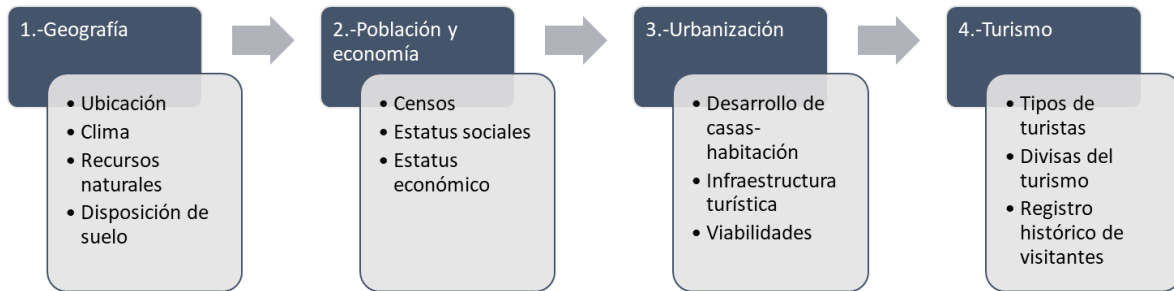 1.-Geografía
• Ubicación
• Clima
• Recursos
naturales
• Disposición de
suelo
2.-Población y
economía
• Censos
• Estatus sociales
• Estatus
económico
3.-Urbanización
• Desarrollo de
casas-
habitación
• Infraestructura
turística
• Viabilidades
4.-Turismo
• Tipos de
turistas
• Divisas del
turismo
• Registro
histórico de
visitantes